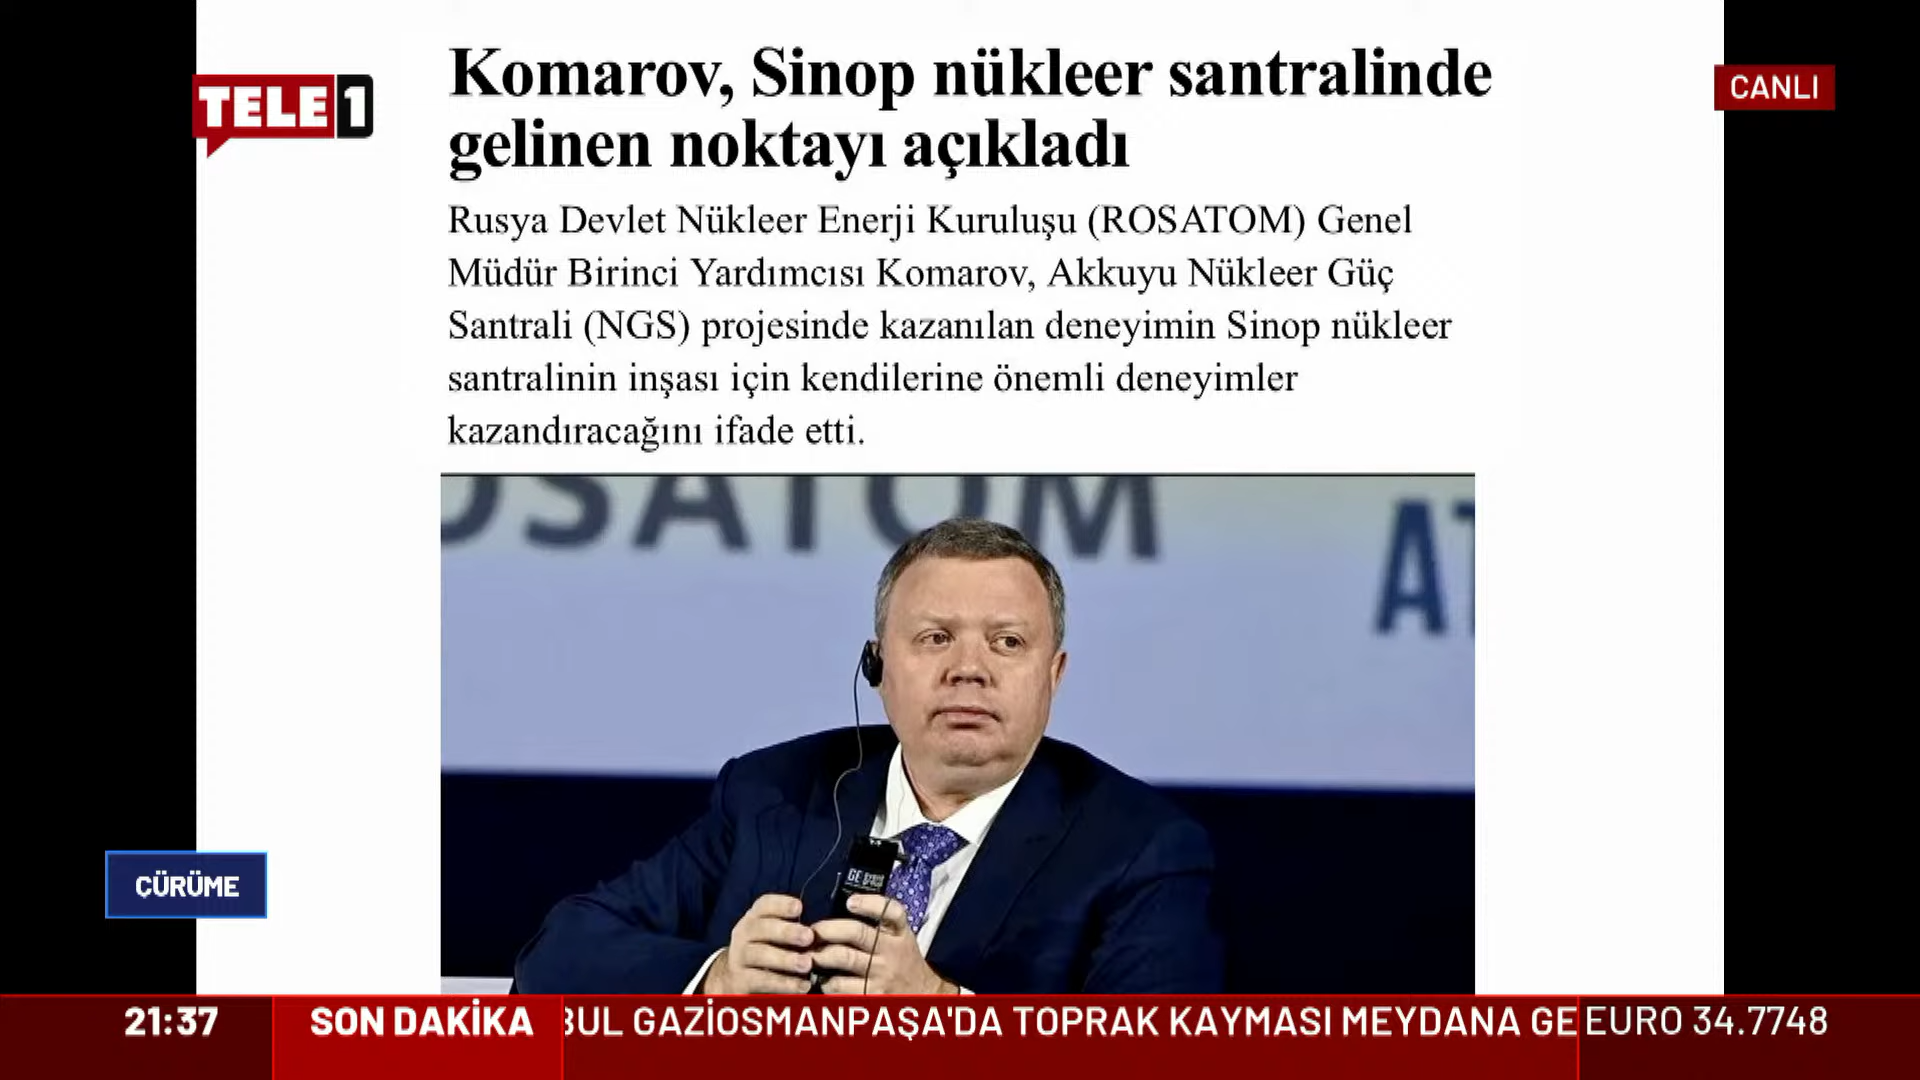 Komarov, Sinop nükleer santralinde
gelinen noktayı açıkladı
TELE1
CANLI
Rusya Devlet Nükleer Enerji Kuruluşu (ROSATOM) Genel
Müdür Birinci Yardımcısı Komarov, Akkuyu Nükleer Güç
Santrali (NGS) projesinde kazanılan deneyimin Sinop nükleer
santralinin inşası için kendilerine önemli deneyimler
kazandıracağını ifade etti.
OSATOM
AT
GE
ÇÜRÜME
21:37 SON DAKİKA BUL GAZİOSMANPAŞA'DA TOPRAK KAYMASI MEYDANA GE EURO 34.7748